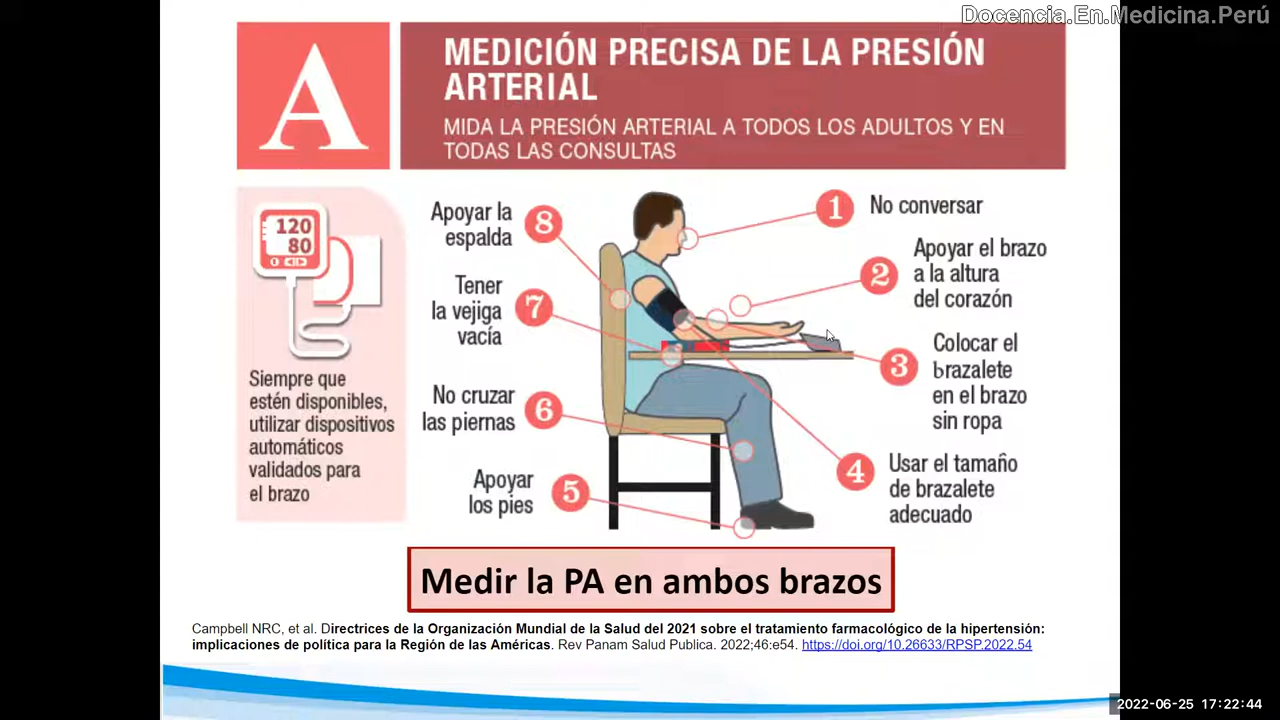 Docencia.En.Medicina.Perú
A
MEDICIÓN PRECISA DE LA PRESIÓN
ARTERIAL
MIDA LA PRESIÓN ARTERIAL A TODOS LOS ADULTOS Y EN
TODAS LAS CONSULTAS
120
80
Siempre que
estén disponibles,
utilizar dispositivos
automáticos
validados para
el brazo
1
No conversar
2
Apoyar el brazo
a la altura
del corazón
3
Colocar el
brazalete
en el brazo
sin ropa
4
Usar el tamaño
de brazalete
adecuado
5
Apoyar
los pies
6
No cruzar
las piernas
7
Tener
la vejiga
vacía
8
Apoyar la
espalda
Medir la PA en ambos brazos
Campbell NRC, et al. Directrices de la Organización Mundial de la Salud del 2021 sobre el tratamiento farmacológico de la hipertensión:
implicaciones de política para la Región de las Américas. Rev Panam Salud Publica. 2022;46:e54. https://doi.org/10.26633/RPSP.2022.54
2022-06-25 17:22:44